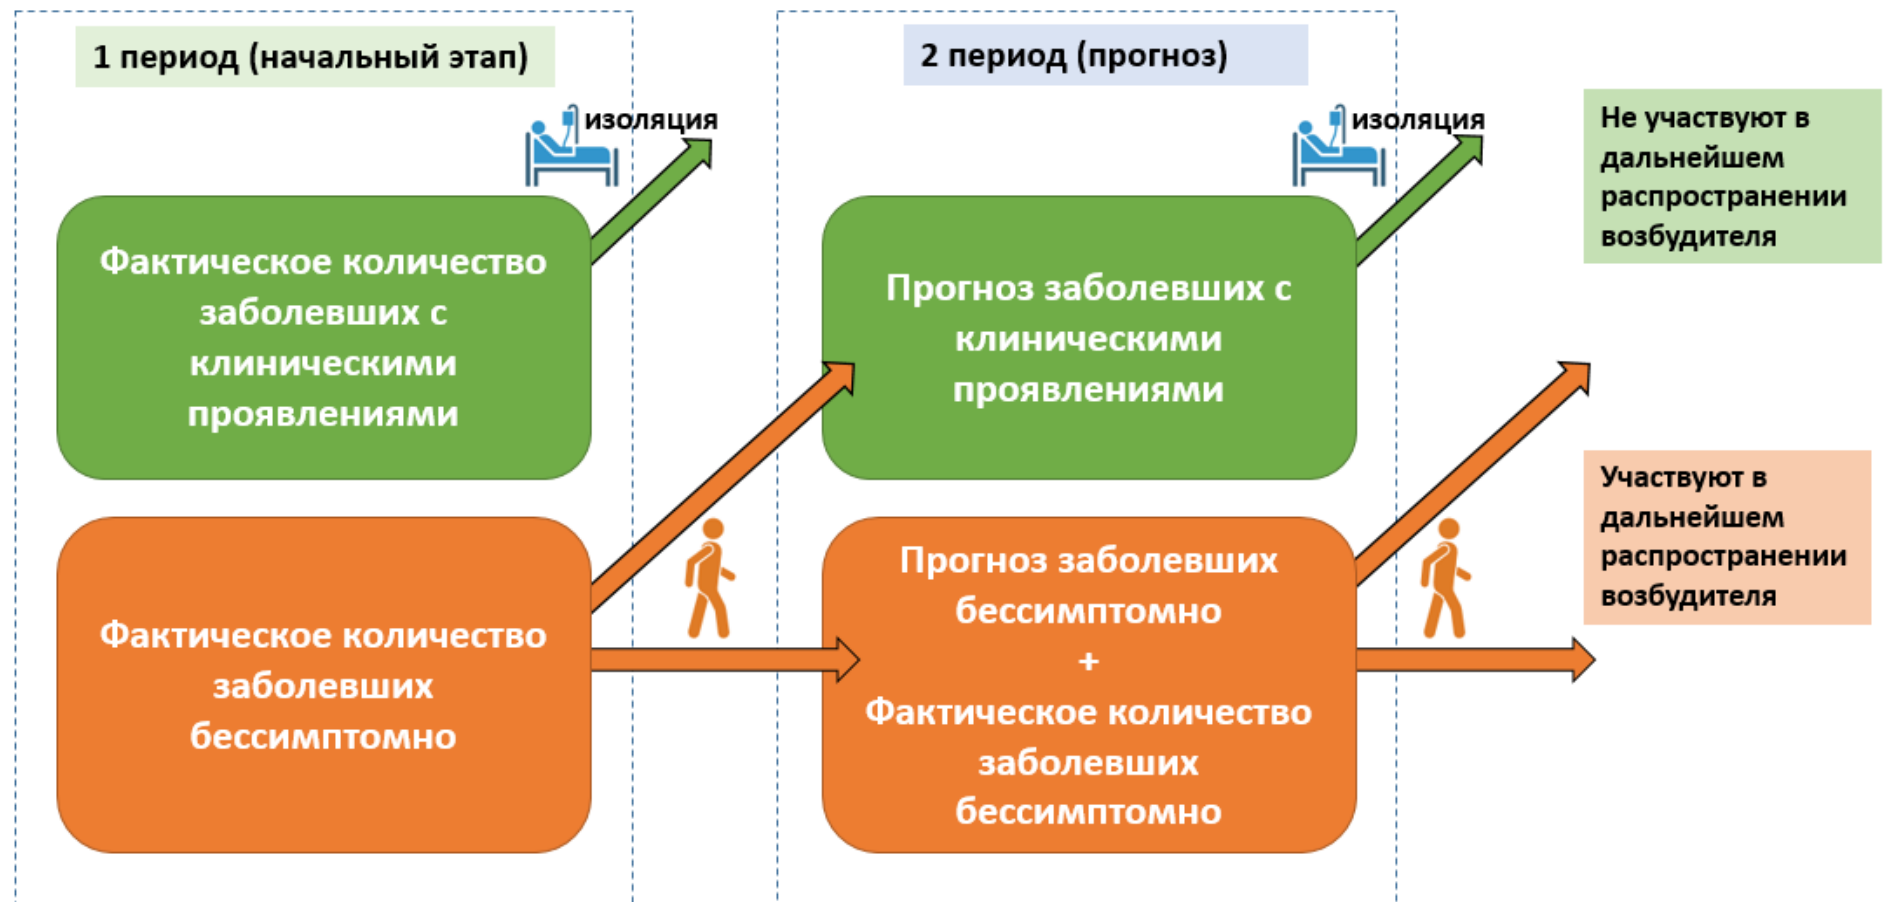 1 период (начальный этап)
изоляция
Фактическое количество
заболевших с
клиническими
проявлениями
Фактическое количество
заболевших
бессимптомно
2 период (прогноз)
изоляция
Прогноз заболевших с
клиническими
проявлениями
Прогноз заболевших
бессимптомно
+
Фактическое количество
заболевших
бессимптомно
Не участвуют в
дальнейшем
распространении
возбудителя
Участвуют в
дальнейшем
распространении
возбудителя